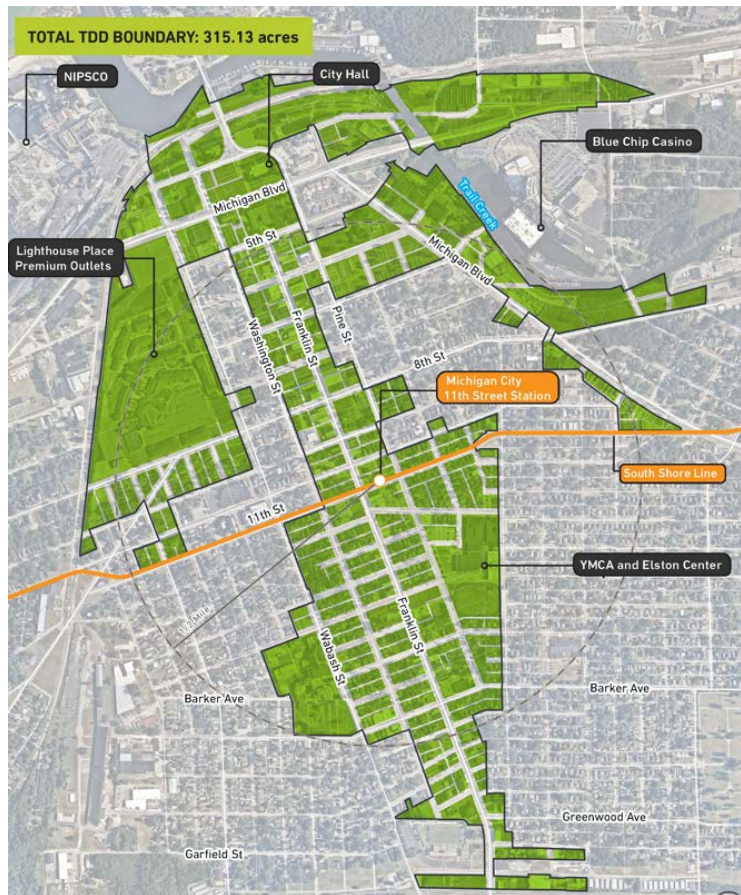 TOTAL TDD BOUNDARY: 315.13 acres
NIPSCO
City Hall
Blue Chip Casino
Trail Creek
Michigan Blvd
5th St
Michigan Blvd
Lighthouse Place
Premium Outlets
Washington St
Franklin St
Pine St
8th St
Michigan City
11th Street Station
South Shore Line
11th St
YMCA and Elston Center
1/2 Mile
Wabash St
Franklin St
Barker Ave
Barker Ave
Greenwood Ave
Garfield St